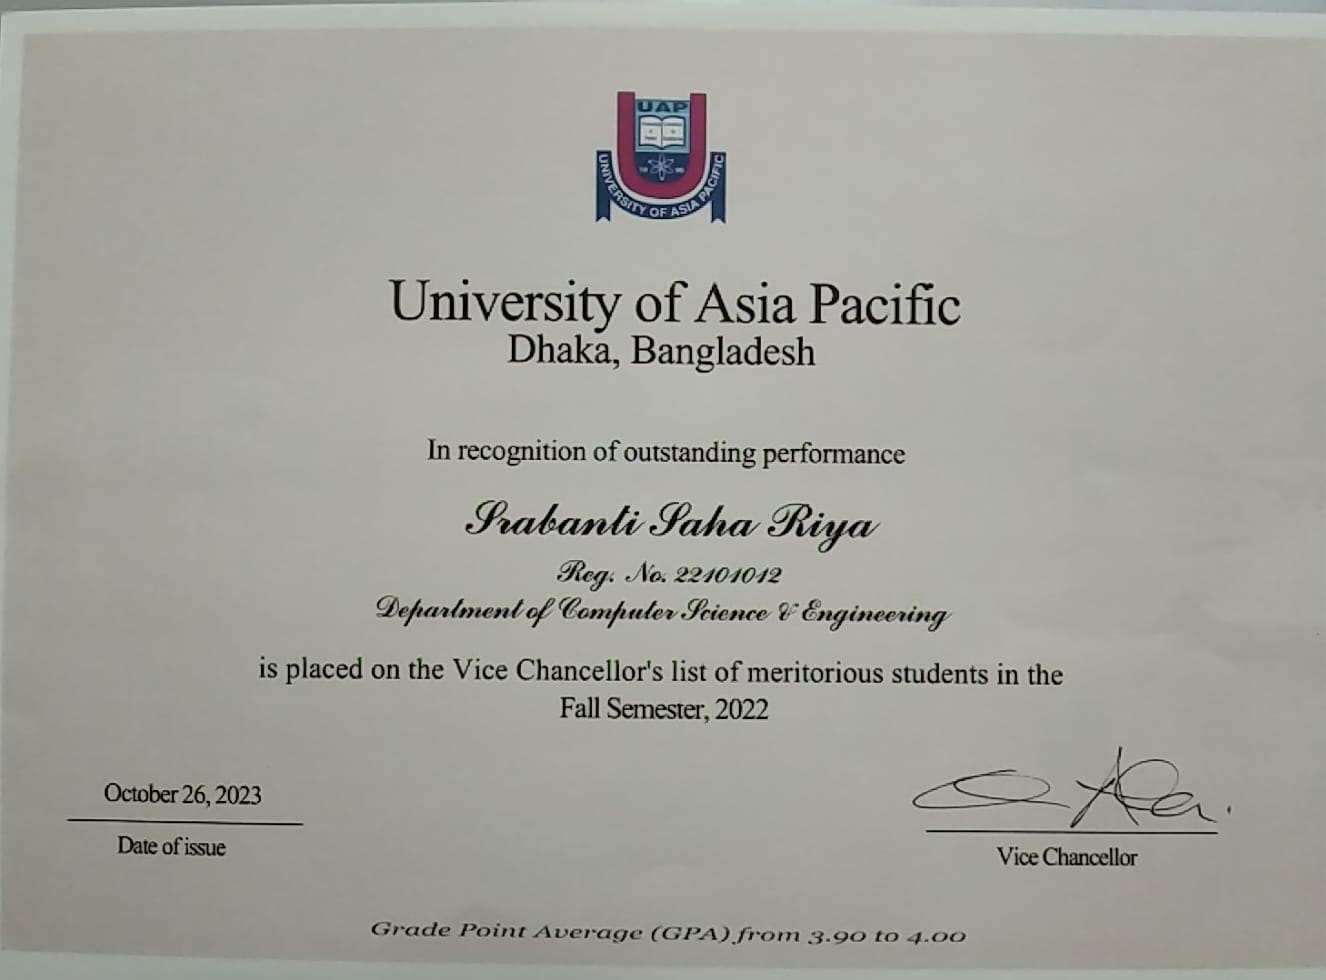 UAP
UNIVERSITY OF ASIA PACIFIC
University of Asia Pacific
Dhaka, Bangladesh
In recognition of outstanding performance
Srabanti Saha Riya
Reg. No. 22101012
Department of Computer Science & Engineering
is placed on the Vice Chancellor's list of meritorious students in the
Fall Semester, 2022
October 26, 2023
Date of issue
Vice Chancellor
Grade Point Average (GPA) from 3.90 to 4.00